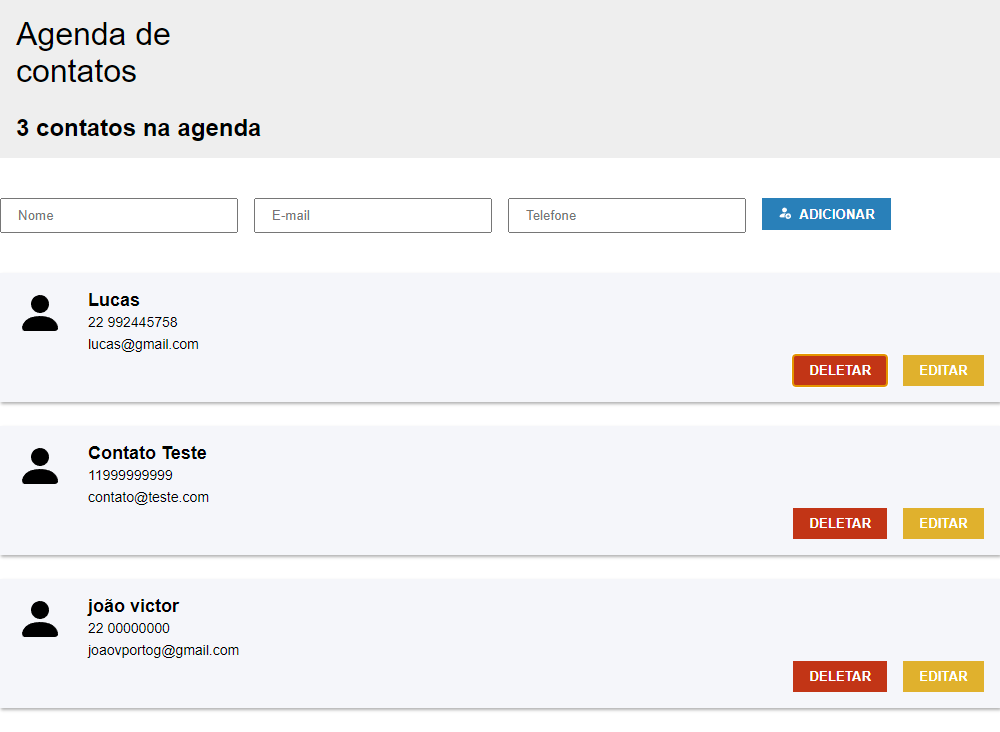 Agenda de
contatos
3 contatos na agenda
Nome E-mail Telefone ADICIONAR
Lucas
22 992445758
lucas@gmail.com
DELETAR EDITAR
Contato Teste
11999999999
contato@teste.com
DELETAR EDITAR
joão victor
22 00000000
joaovportog@gmail.com
DELETAR EDITAR